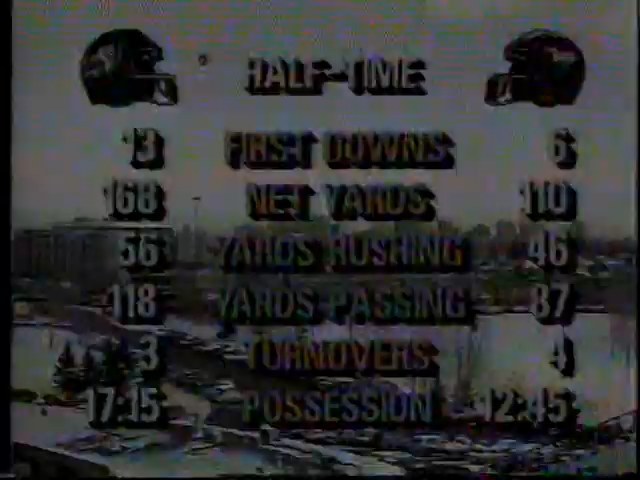 HALF-TIME
13 FIRST DOWNS 6
168 NET YARDS 110
56 YARDS RUSHING 46
118 YARDS PASSING 87
3 TURNOVERS 4
17:15 POSSESSION 12:45